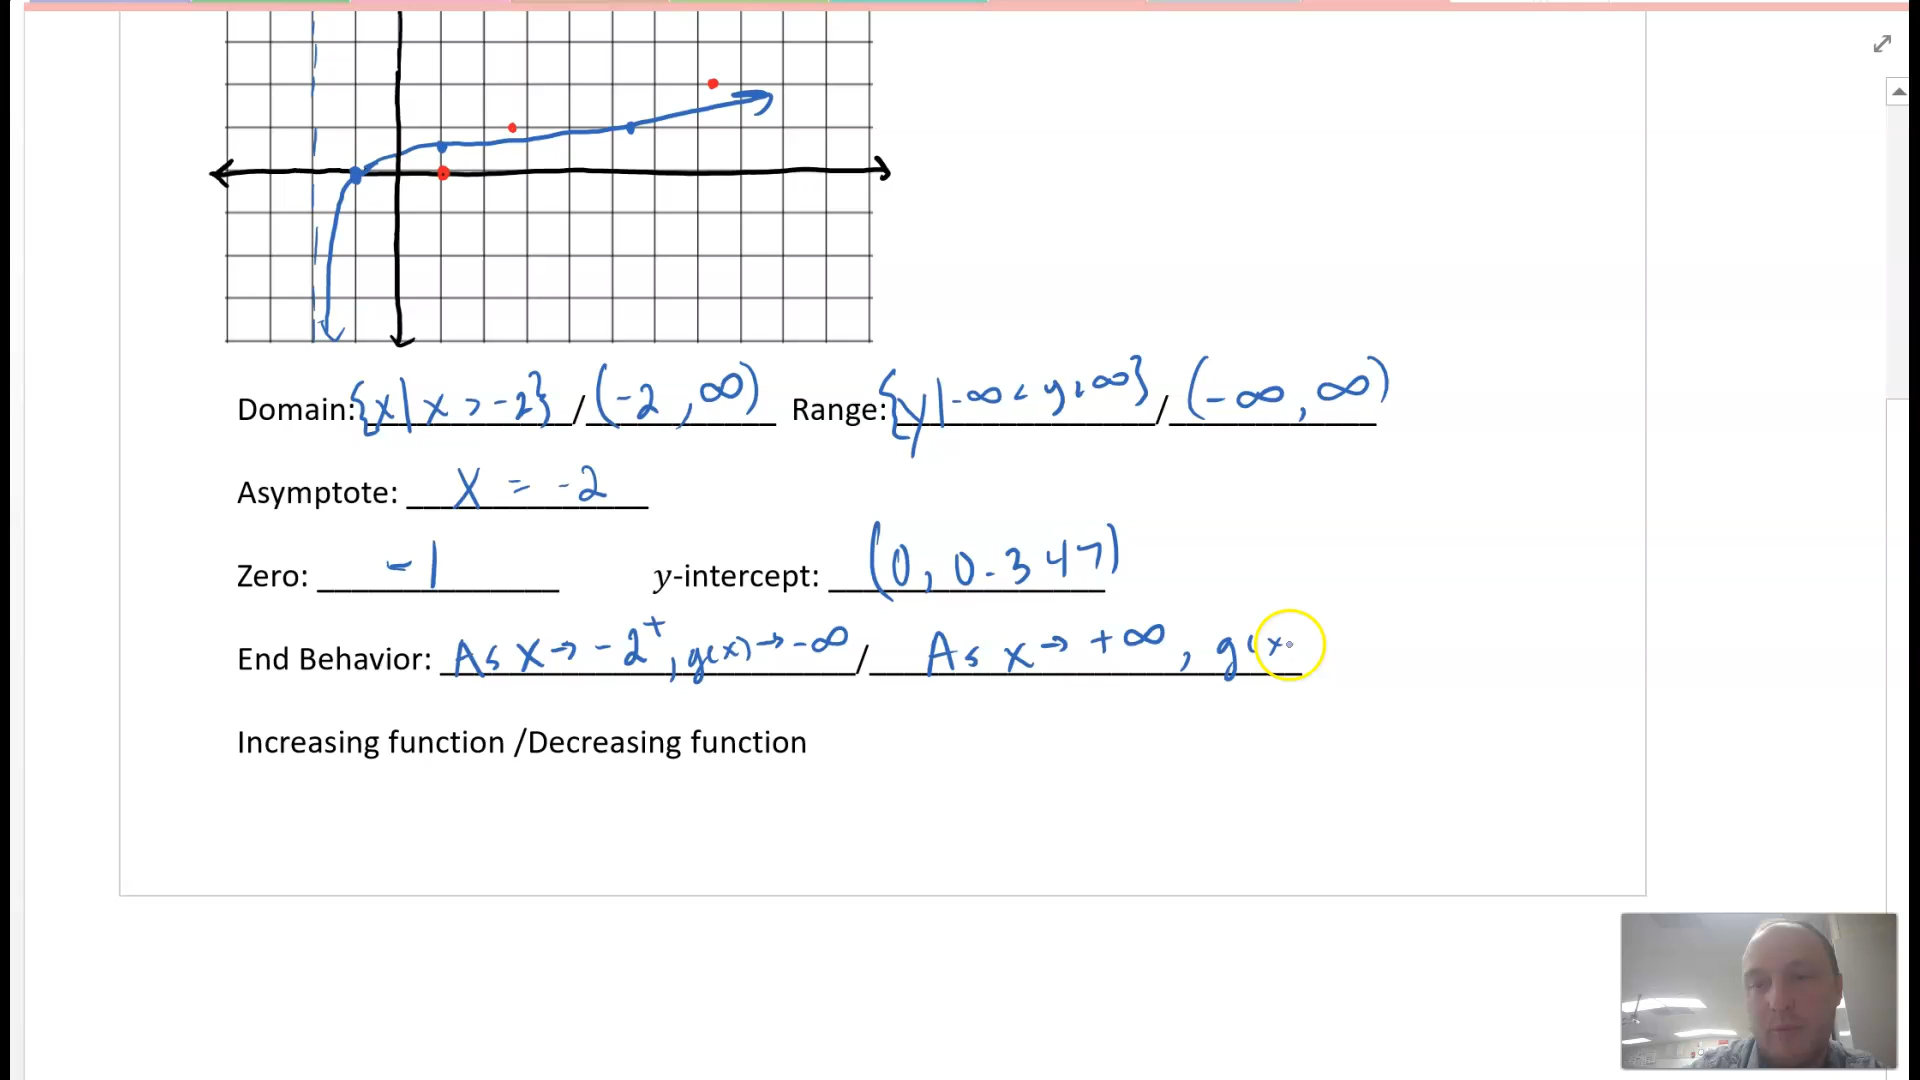 Domain: {x | x > -2} / (-2, ∞) Range: {y | -∞ < y < ∞} / (-∞, ∞)
Asymptote: x = -2
Zero: -1 y-intercept: (0, 0.347)
End Behavior: As x → -2⁺, g(x) → -∞ / As x → +∞, g(x
Increasing function /Decreasing function